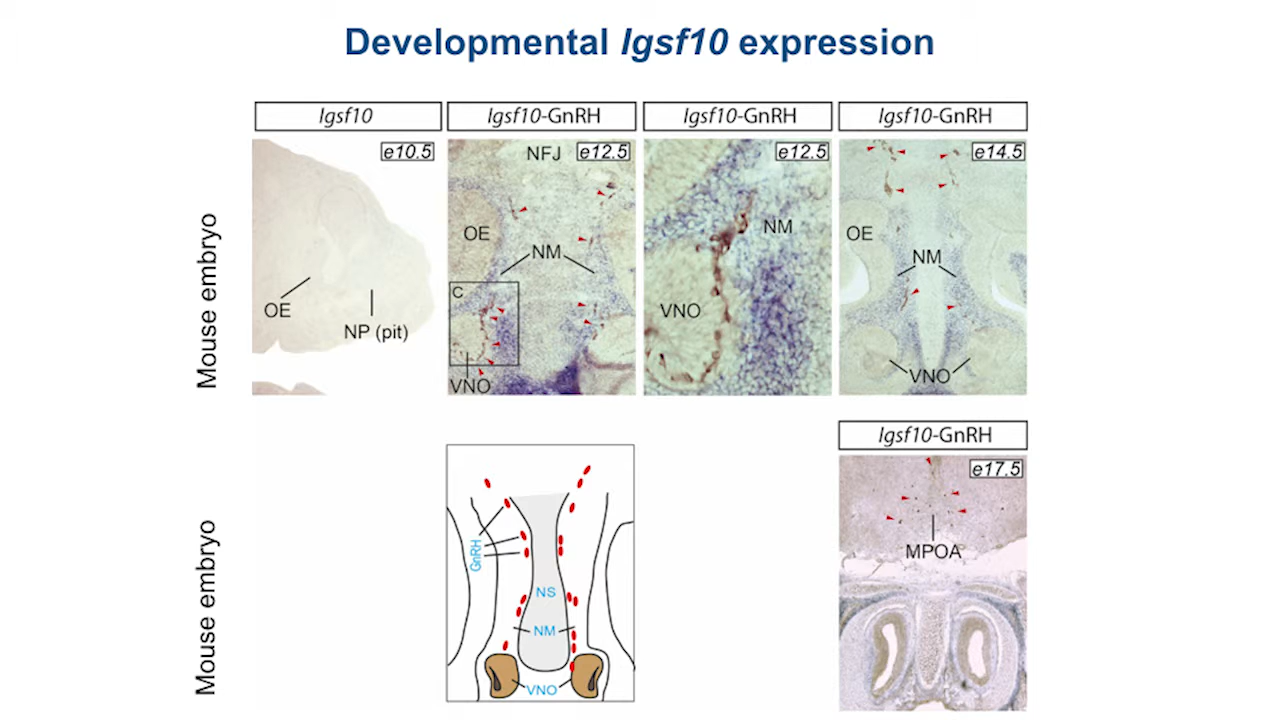 Developmental Igsf10 expression
Igsf10
Igsf10-GnRH
Igsf10-GnRH
Igsf10-GnRH
Mouse embryo
e10.5
OE
NP (pit)
NFJ
e12.5
OE
NM
C
VNO
e12.5
NM
VNO
e14.5
OE
NM
VNO
Mouse embryo
GnRH
NS
NM
VNO
Igsf10-GnRH
e17.5
MPOA